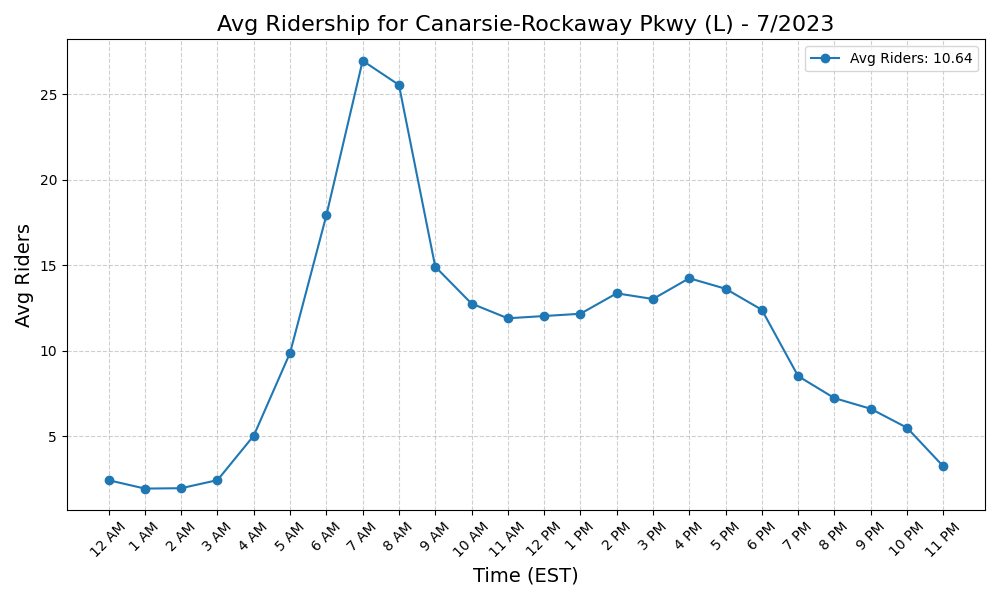 Avg Ridership for Canarsie-Rockaway Pkwy (L) - 7/2023
Avg Riders: 10.64
Avg Riders
25
20
15
10
5
12 AM
1 AM
2 AM
3 AM
4 AM
5 AM
6 AM
7 AM
8 AM
9 AM
10 AM
11 AM
12 PM
1 PM
2 PM
3 PM
4 PM
5 PM
6 PM
7 PM
8 PM
9 PM
10 PM
11 PM
Time (EST)